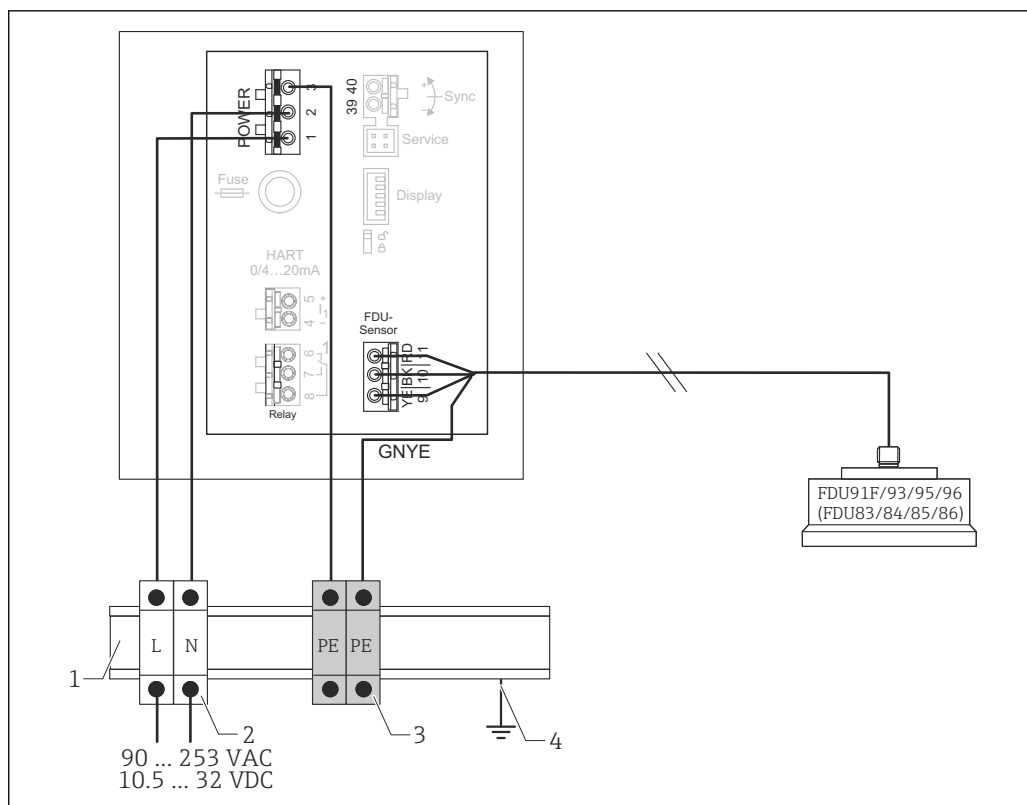 POWER
3
2
1
39 40
+
-
Sync
Service
Fuse
Display
HART
0/4...20mA
5 +
4 -
1
FDU-
Sensor
6
7
8
1
Relay
RD 11
BK 10
YE 9
GNYE
FDU91F/93/95/96
(FDU83/84/85/86)
L
N
PE
PE
1
2
3
4
90 ... 253 VAC
10.5 ... 32 VDC